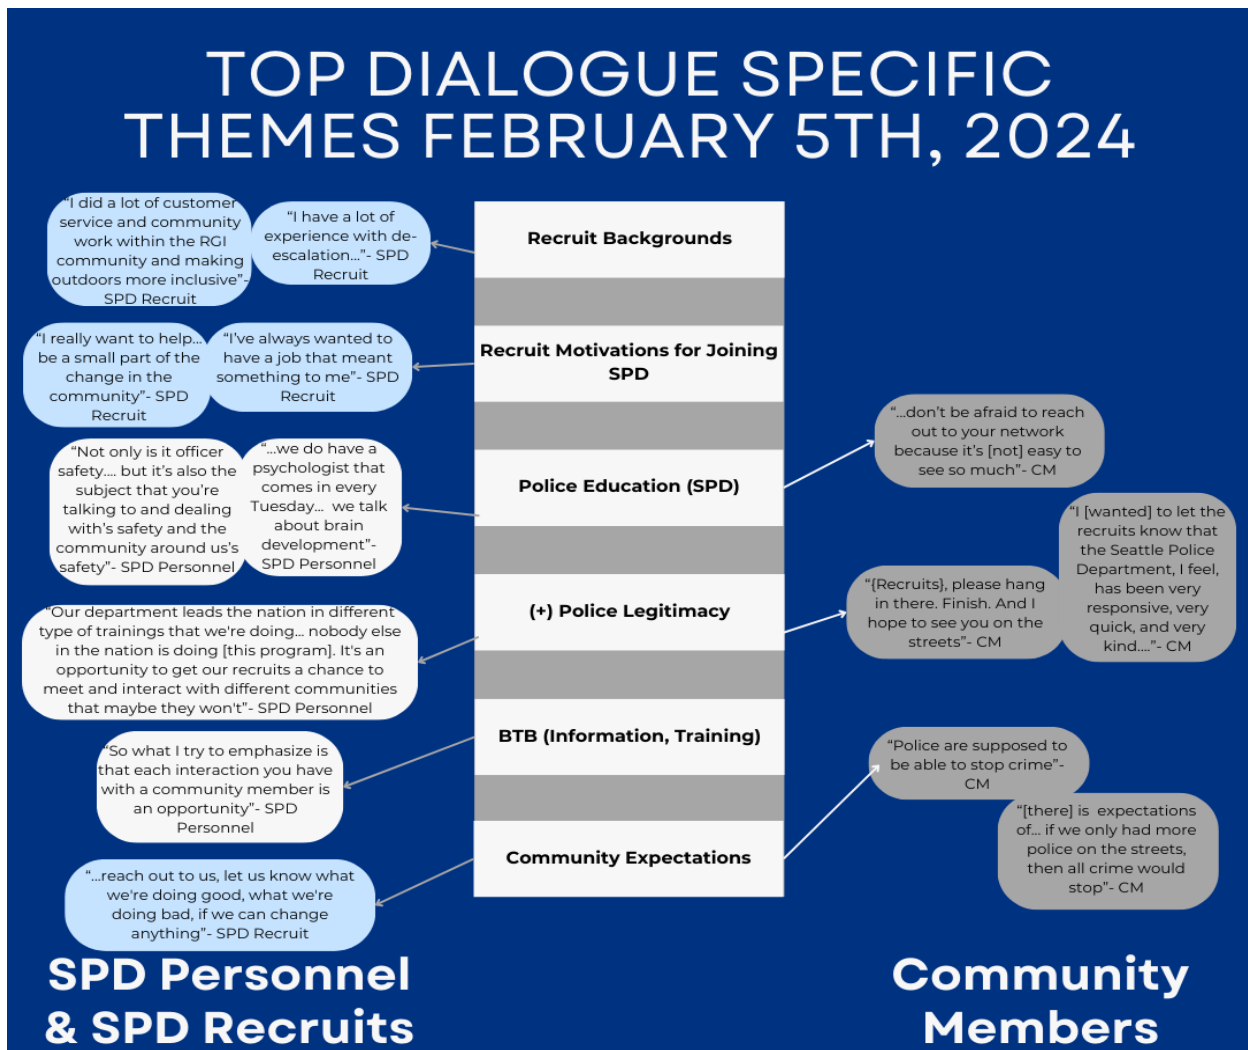 TOP DIALOGUE SPECIFIC
THEMES FEBRUARY 5TH, 2024
“I did a lot of customer
service and community
work within the RGI
community and making
outdoors more inclusive”-
SPD Recruit
“I have a lot of
experience with de-
escalation...”- SPD
Recruit
Recruit Backgrounds
“I really want to help...
be a small part of the
change in the
community”- SPD
Recruit
“I’ve always wanted to
have a job that meant
something to me”- SPD
Recruit
Recruit Motivations for Joining
SPD
“Not only is it officer
safety.... but it’s also the
subject that you’re
talking to and dealing
with’s safety and the
community around us’s
safety”- SPD Personnel
“...we do have a
psychologist that
comes in every
Tuesday... we talk
about brain
development”-
SPD Personnel
Police Education (SPD)
“...don’t be afraid to reach
out to your network
because it’s [not] easy to
see so much”- CM
“Our department leads the nation in different
type of trainings that we're doing... nobody else
in the nation is doing [this program]. It's an
opportunity to get our recruits a chance to
meet and interact with different communities
that maybe they won't”- SPD Personnel
(+) Police Legitimacy
“{Recruits}, please hang
in there. Finish. And I
hope to see you on the
streets”- CM
“I [wanted] to let the
recruits know that
the Seattle Police
Department, I feel,
has been very
responsive, very
quick, and very
kind....”- CM
“So what I try to emphasize is
that each interaction you have
with a community member is
an opportunity”- SPD
Personnel
BTB (Information, Training)
“...reach out to us, let us know what
we're doing good, what we're
doing bad, if we can change
anything”- SPD Recruit
Community Expectations
“Police are supposed to
be able to stop crime”-
CM
“[there] is expectations
of... if we only had more
police on the streets,
then all crime would
stop”- CM
SPD Personnel
& SPD Recruits
Community
Members